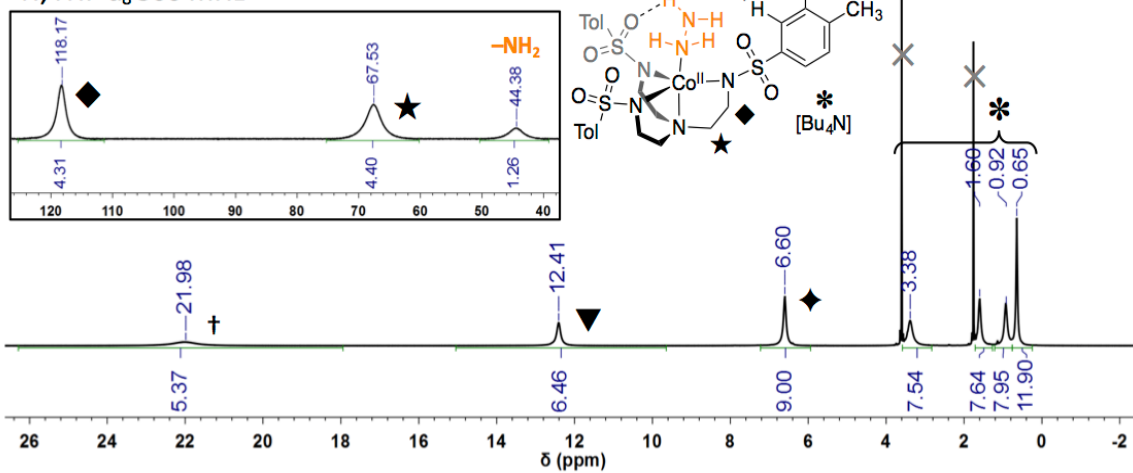 –NH₂
118.17
67.53
44.38
4.31
4.40
1.26
120 110 100 90 80 70 60 50 40
Tol
O
O
S
N
H
N–H
H–N–H
Co^II
N
O
O
S
H
CH₃
O
O
S
Tol
N
N
*
[Bu₄N]
*
21.98
†
12.41
6.60
3.38
1.60
0.92
0.65
5.37
6.46
9.00
7.54
7.64
7.95
11.90
26 24 22 20 18 16 14 12 10 8 6 4 2 0 -2
δ (ppm)